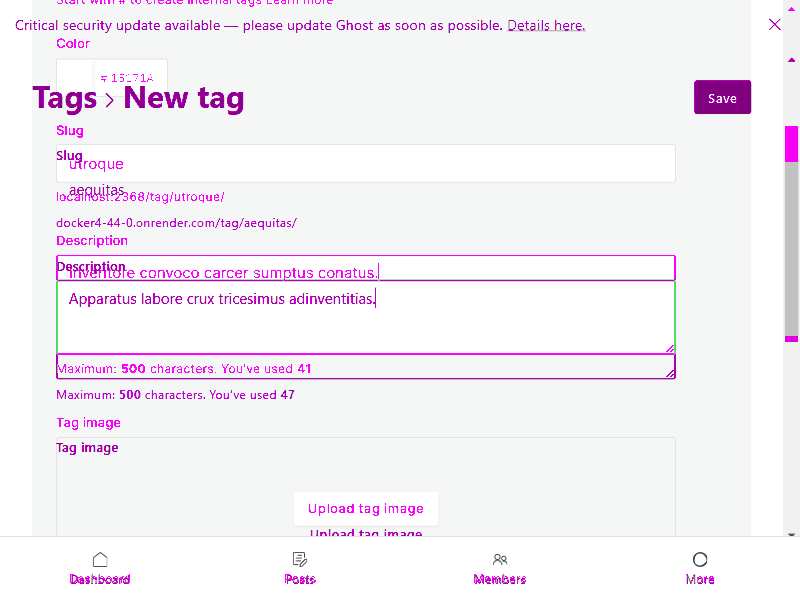 Start with # to create internal tags Learn more
Critical security update available — please update Ghost as soon as possible. Details here.
Color
# 15171A
Tags > New tag
Save
Slug
Slug
utroque
aequitas
localhost:2368/tag/utroque/
docker4-44-0.onrender.com/tag/aequitas/
Description
Description
Inventore convoco carcer sumptus conatus.
Apparatus labore crux tricesimus adinventitias.
Maximum: 500 characters. You've used 41
Maximum: 500 characters. You've used 47
Tag image
Tag image
Upload tag image
Upload tag image
Dashboard
Posts
Members
More